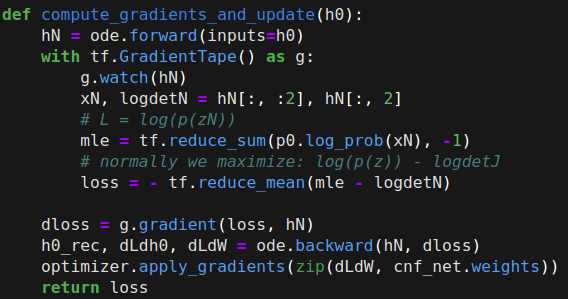 def compute_gradients_and_update(h0):
    hN = ode.forward(inputs=h0)
    with tf.GradientTape() as g:
        g.watch(hN)
        xN, logdetN = hN[:, :2], hN[:, 2]
        # L = log(p(zN))
        mle = tf.reduce_sum(p0.log_prob(xN), -1)
        # normally we maximize: log(p(z)) - logdetJ
        loss = - tf.reduce_mean(mle - logdetN)

    dloss = g.gradient(loss, hN)
    h0_rec, dLdh0, dLdW = ode.backward(hN, dloss)
    optimizer.apply_gradients(zip(dLdW, cnf_net.weights))
    return loss